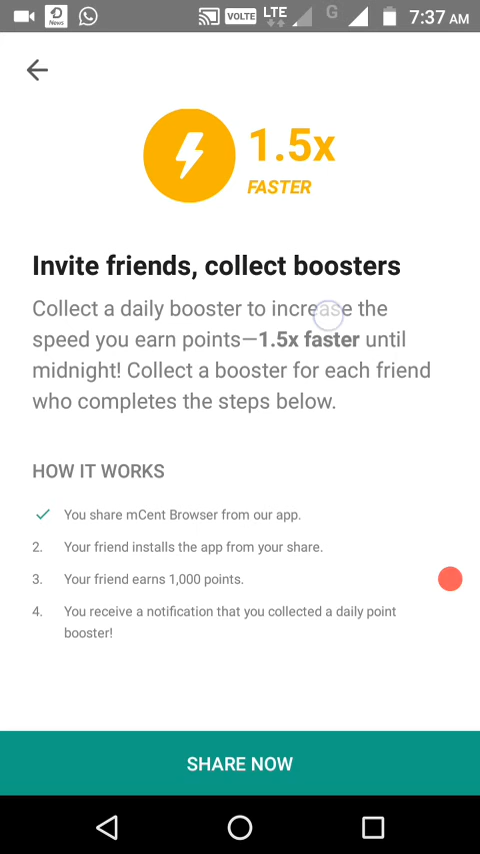 News VOLTE LTE G 7:37 AM
1.5x
FASTER
Invite friends, collect boosters
Collect a daily booster to increase the
speed you earn points—1.5x faster until
midnight! Collect a booster for each friend
who completes the steps below.
HOW IT WORKS
You share mCent Browser from our app.
2. Your friend installs the app from your share.
3. Your friend earns 1,000 points.
4. You receive a notification that you collected a daily point
booster!
SHARE NOW